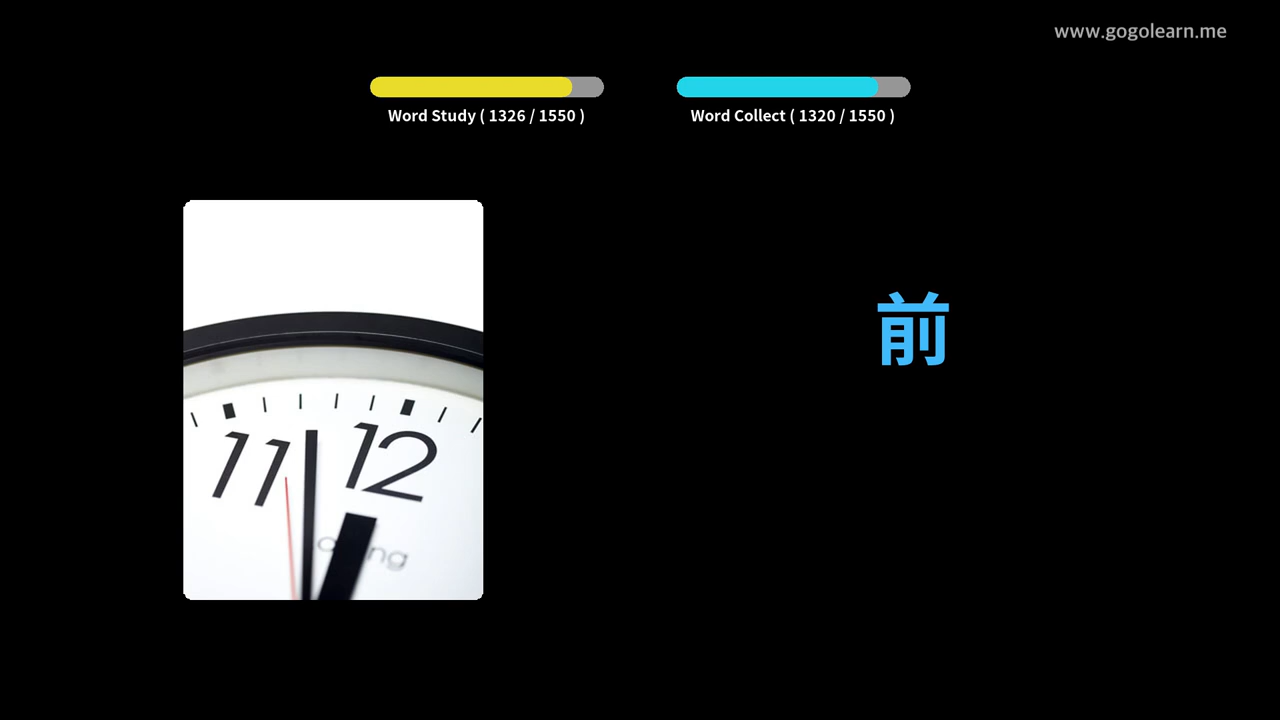 www.gogolearn.me
Word Study ( 1326 / 1550 )
Word Collect ( 1320 / 1550 )
前
11
12